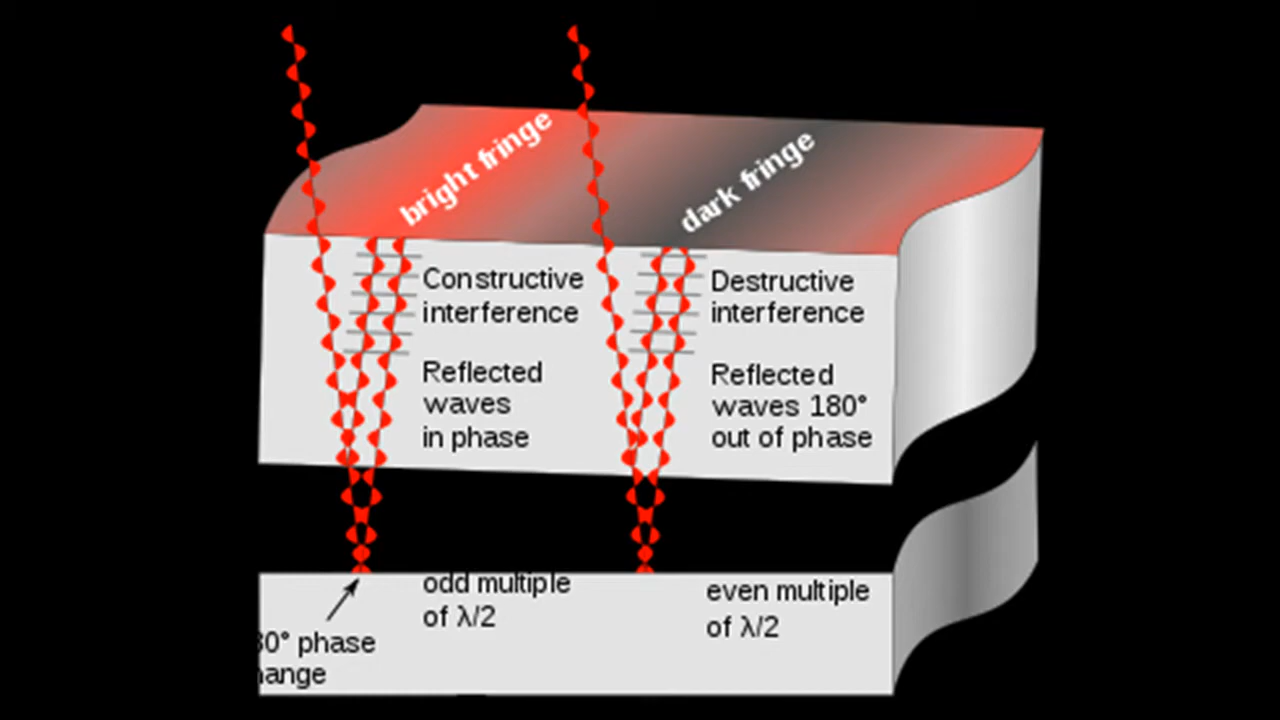 bright fringe
dark fringe
Constructive
interference
Reflected
waves
in phase
Destructive
interference
Reflected
waves 180°
out of phase
odd multiple
of λ/2
even multiple
of λ/2
phase